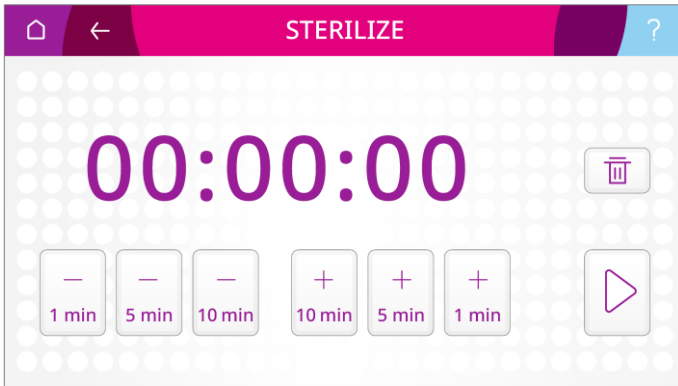 STERILIZE ?
00:00:00
− − − + + +
1 min 5 min 10 min 10 min 5 min 1 min